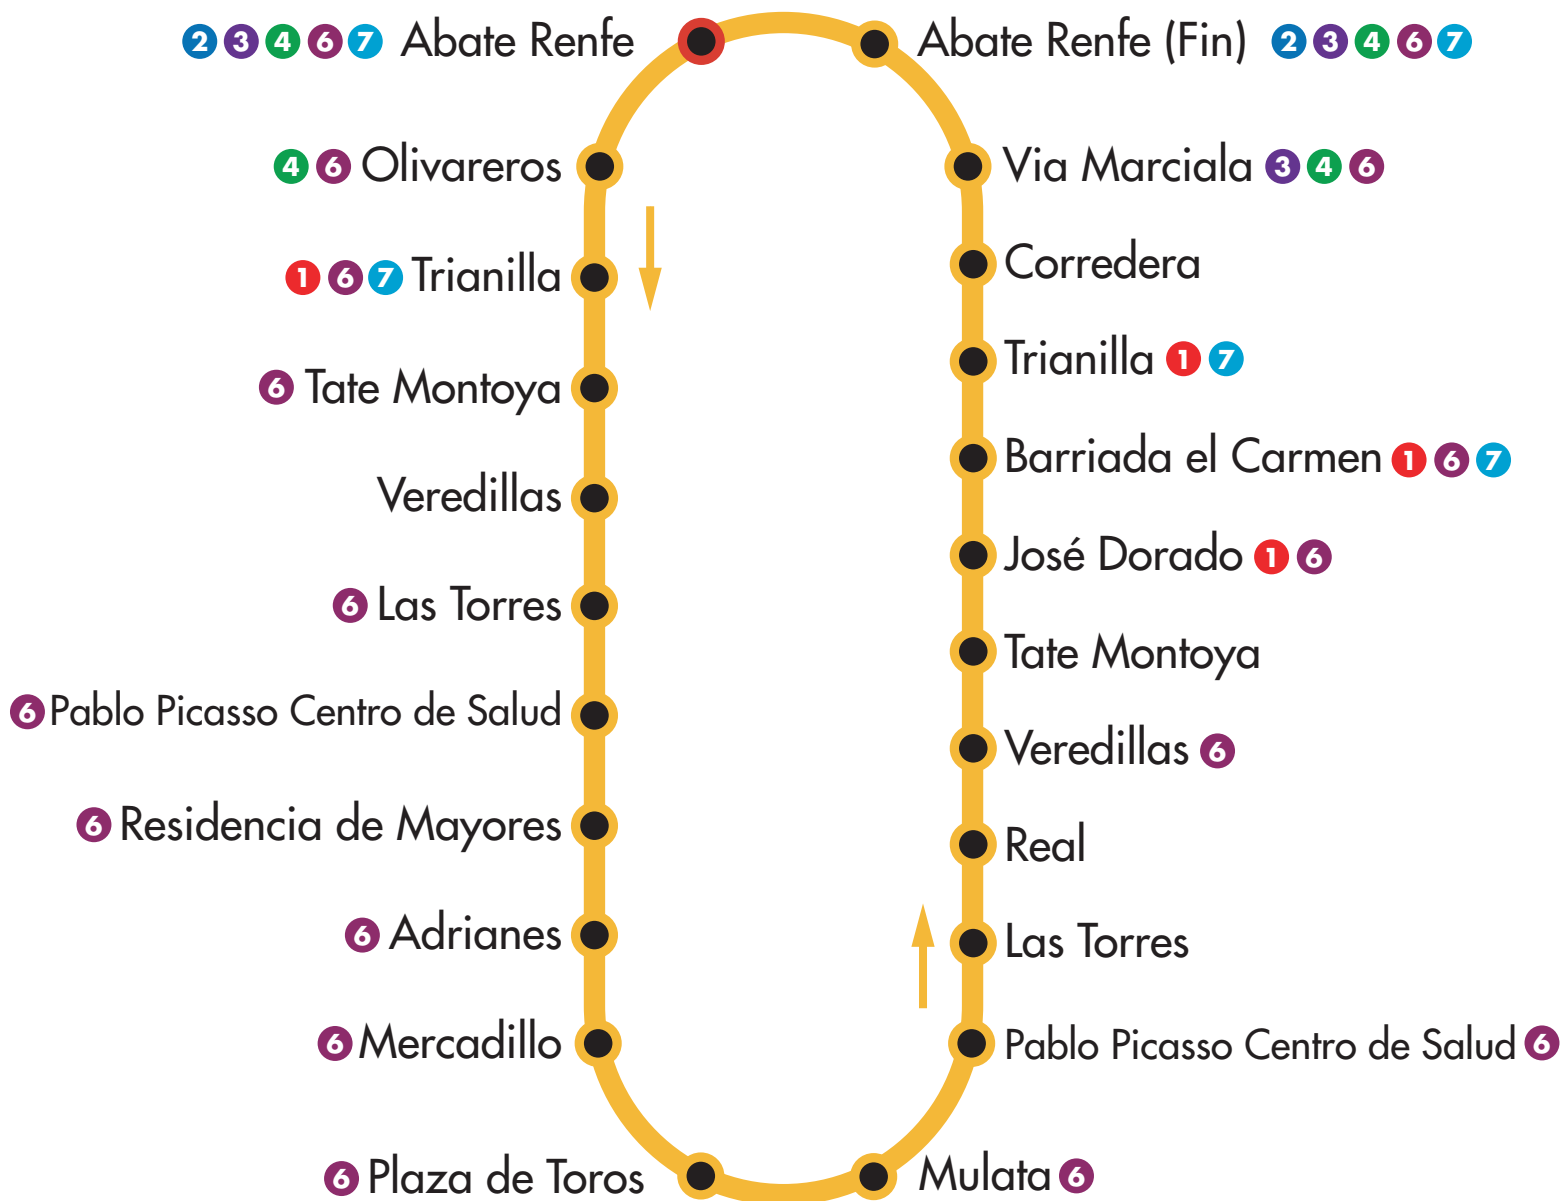 2 3 4 6 7 Abate Renfe
Abate Renfe (Fin) 2 3 4 6 7
4 6 Olivareros
Via Marciala 3 4 6
Corredera
1 6 7 Trianilla
Trianilla 1 7
6 Tate Montoya
Barriada el Carmen 1 6 7
Veredillas
José Dorado 1 6
6 Las Torres
Tate Montoya
6 Pablo Picasso Centro de Salud
Veredillas 6
6 Residencia de Mayores
Real
6 Adrianes
Las Torres
6 Mercadillo
Pablo Picasso Centro de Salud 6
6 Plaza de Toros
Mulata 6